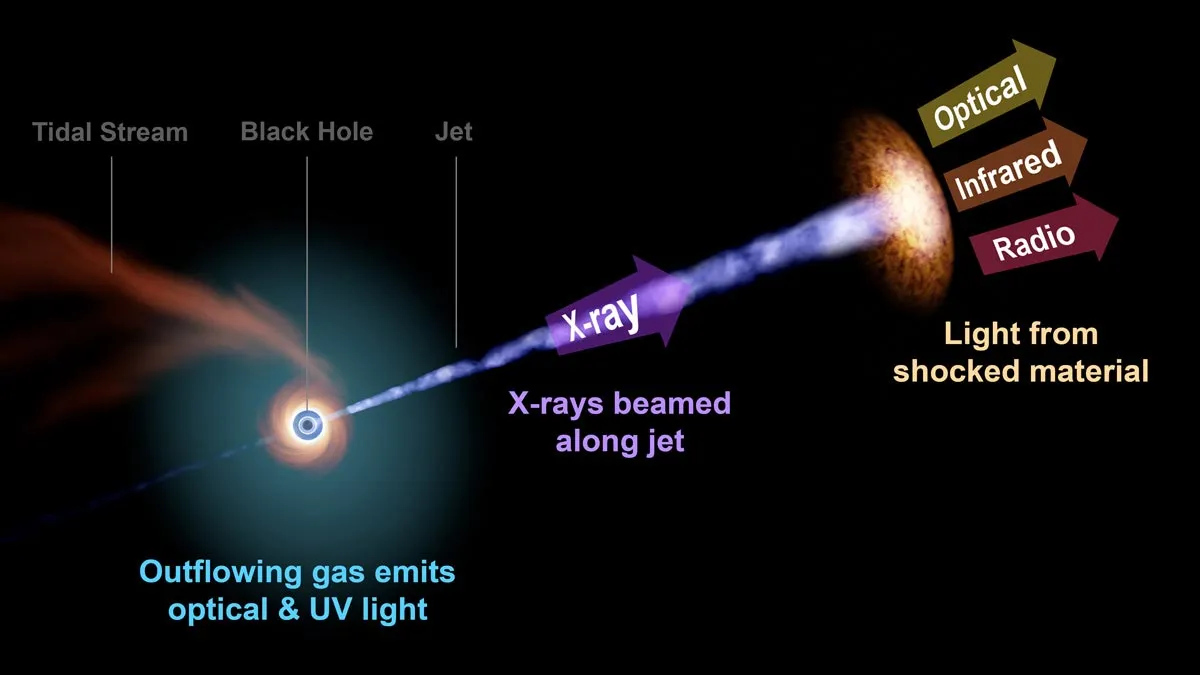 Tidal Stream
Black Hole
Jet
Optical
Infrared
Radio
X-ray
Light from
shocked material
X-rays beamed
along jet
Outflowing gas emits
optical & UV light